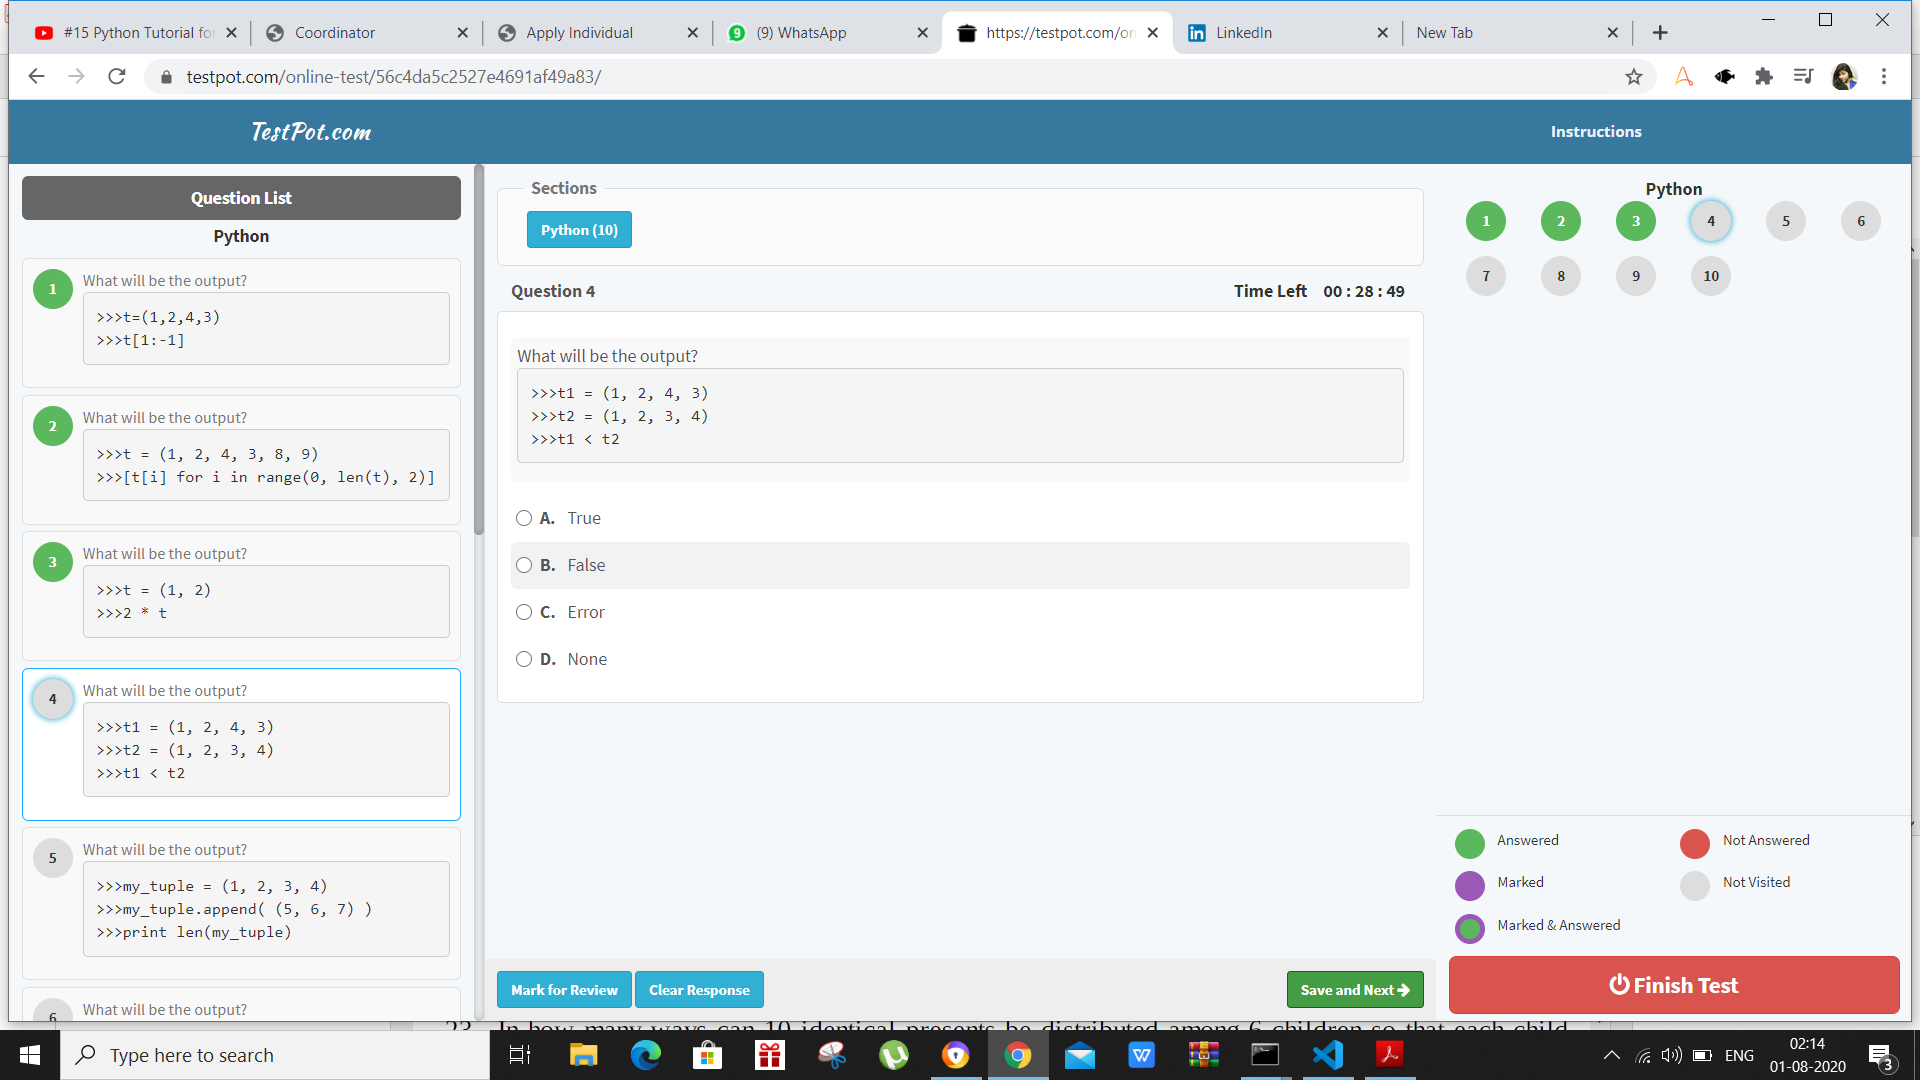 #15 Python Tutorial fo
Coordinator
Apply Individual
9
(9) WhatsApp
https://testpot.com/on
in
LinkedIn
New Tab
testpot.com/online-test/56c4da5c2527e4691af49a83/
TestPot.com
Instructions
Question List
Python
1
What will be the output?
>>>t=(1,2,4,3)
>>>t[1:-1]
2
What will be the output?
>>>t = (1, 2, 4, 3, 8, 9)
>>>[t[i] for i in range(0, len(t), 2)]
3
What will be the output?
>>>t = (1, 2)
>>>2 * t
4
What will be the output?
>>>t1 = (1, 2, 4, 3)
>>>t2 = (1, 2, 3, 4)
>>>t1 < t2
5
What will be the output?
>>>my_tuple = (1, 2, 3, 4)
>>>my_tuple.append( (5, 6, 7) )
>>>print len(my_tuple)
6
What will be the output?
Sections
Python (10)
Question 4
Time Left 00 : 28 : 49
What will be the output?
>>>t1 = (1, 2, 4, 3)
>>>t2 = (1, 2, 3, 4)
>>>t1 < t2
A. True
B. False
C. Error
D. None
Mark for Review
Clear Response
Save and Next
Python
1 2 3 4 5 6
7 8 9 10
Answered
Not Answered
Marked
Not Visited
Marked & Answered
Finish Test
23. In how many ways can 10 identical presents be distributed among 6 children so that each child
Type here to search
ENG
02:14
01-08-2020
3